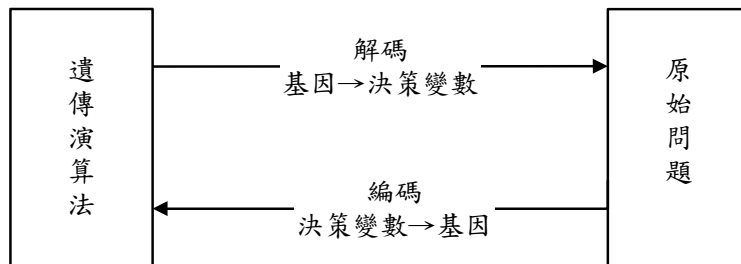 遺傳演算法
解碼
基因→決策變數
原始問題
編碼
決策變數→基因